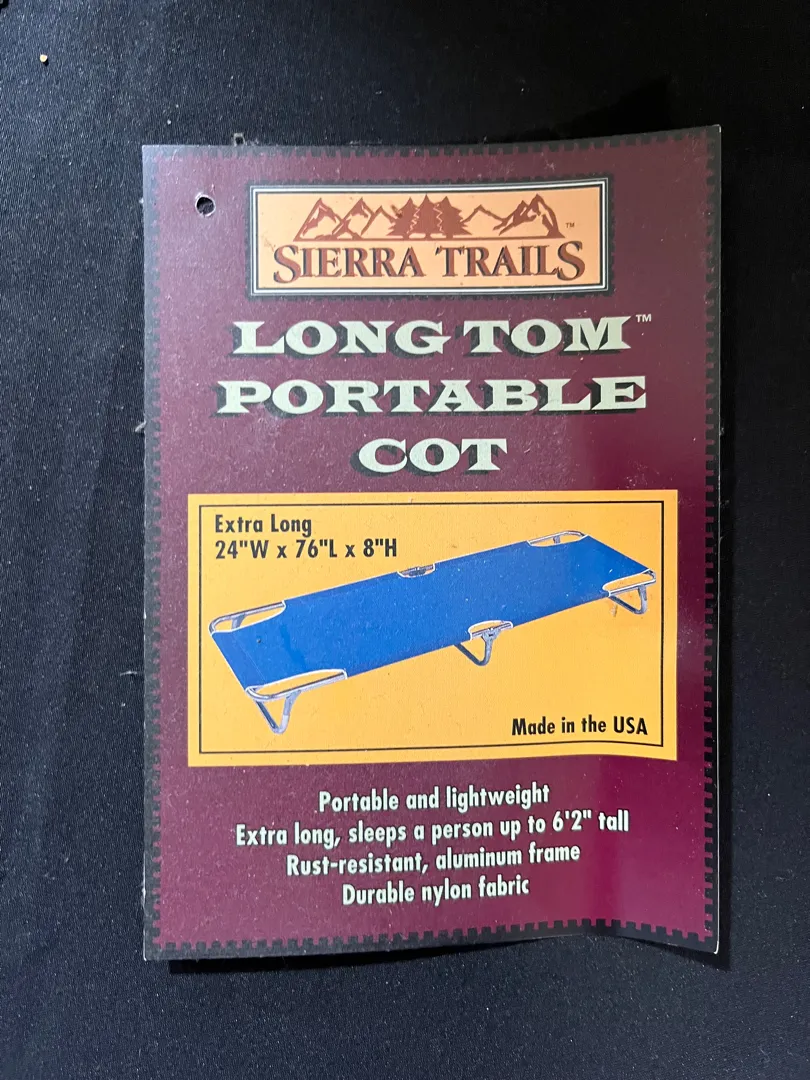 SIERRA TRAILS™
LONG TOM™
PORTABLE
COT
Extra Long
24"W x 76"L x 8"H
Made in the USA
Portable and lightweight
Extra long, sleeps a person up to 6'2" tall
Rust-resistant, aluminum frame
Durable nylon fabric